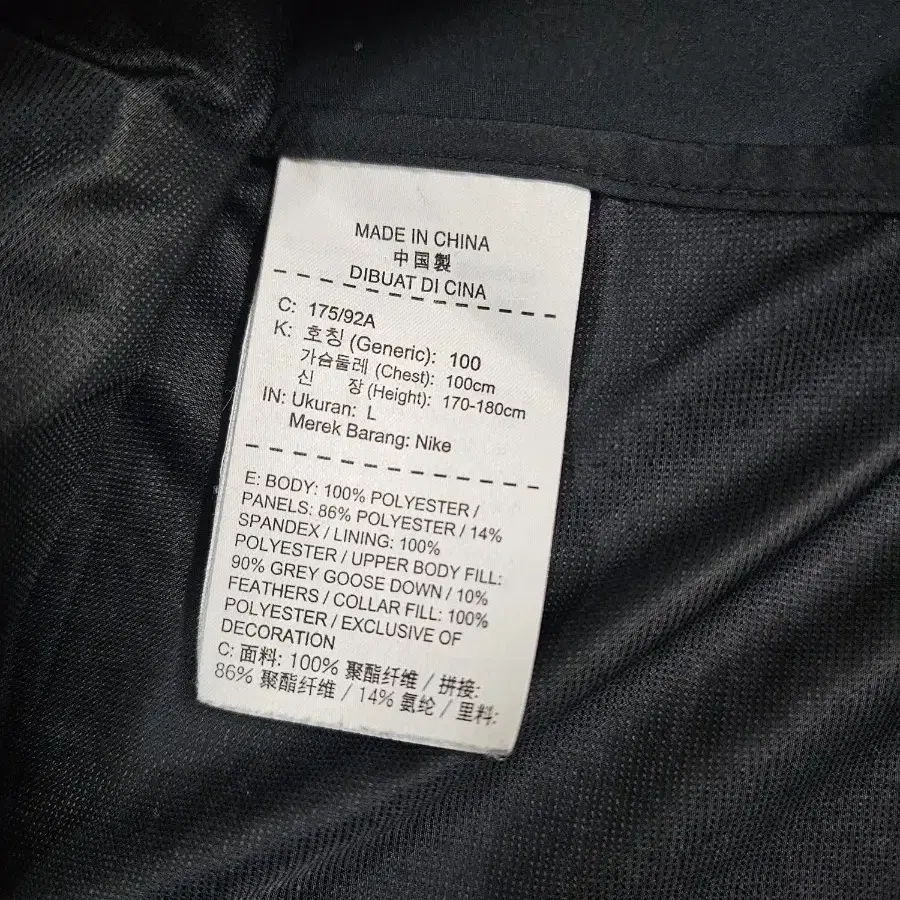 MADE IN CHINA
中国製
DIBUAT DI CINA
C: 175/92A
K: 호칭 (Generic): 100
가슴둘레 (Chest): 100cm
신 장 (Height): 170-180cm
IN: Ukuran: L
Merek Barang: Nike
E: BODY: 100% POLYESTER /
PANELS: 86% POLYESTER / 14%
SPANDEX / LINING: 100%
POLYESTER / UPPER BODY FILL:
90% GREY GOOSE DOWN / 10%
FEATHERS / COLLAR FILL: 100%
POLYESTER / EXCLUSIVE OF
DECORATION
C: 面料: 100% 聚酯纤维 / 拼接:
86% 聚酯纤维 / 14% 氨纶 / 里料: